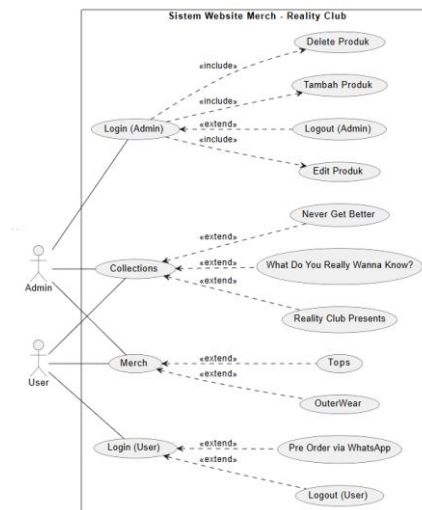 Sistem Website Merch - Reality Club
Delete Produk
«include»
Tambah Produk
«include»
Login (Admin)
«extend»
Logout (Admin)
«include»
Edit Produk
Never Get Better
«extend»
Admin
Collections
«extend»
What Do You Really Wanna Know?
«extend»
Reality Club Presents
User
Merch
«extend»
Tops
«extend»
OuterWear
Login (User)
«extend»
Pre Order via WhatsApp
«extend»
Logout (User)